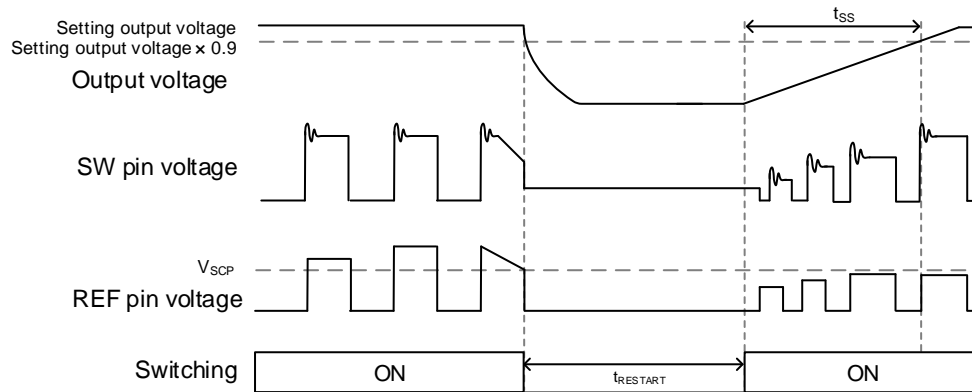 Setting output voltage
Setting output voltage × 0.9
Output voltage
tSS
SW pin voltage
VSCP
REF pin voltage
Switching
ON
tRESTART
ON